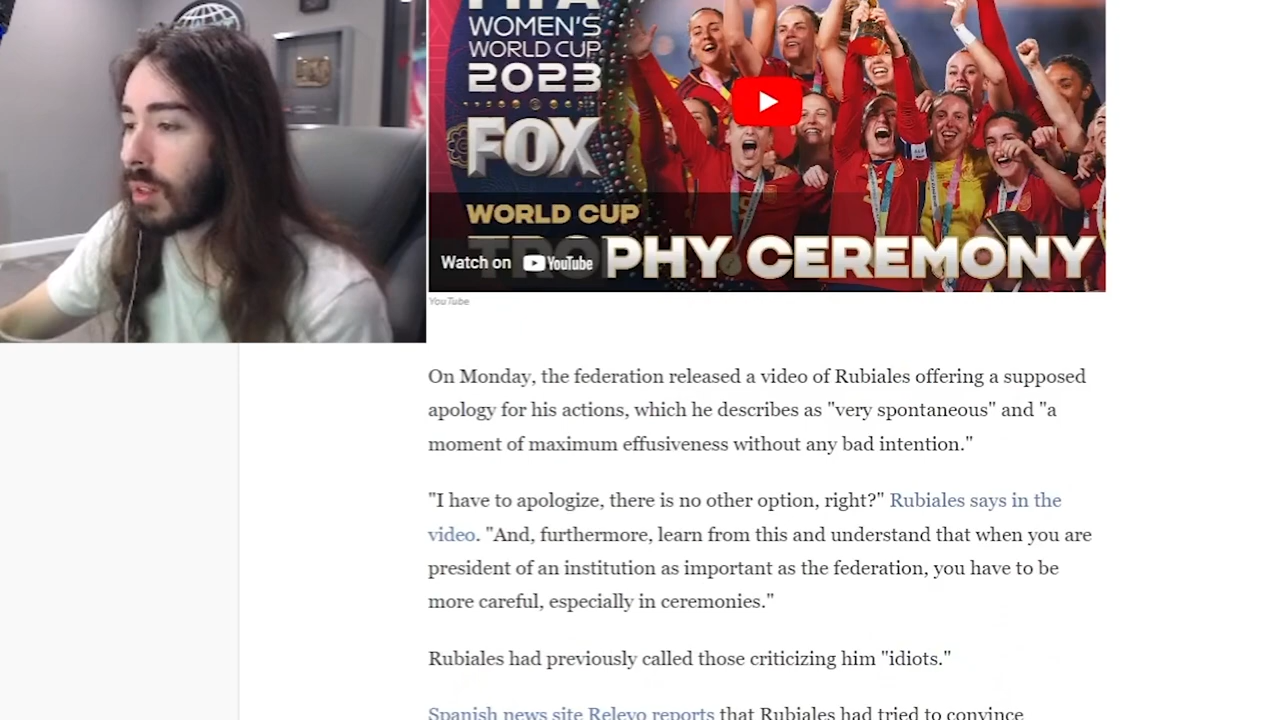 FIFA
WOMEN'S
WORLD CUP
2023
FOX
WORLD CUP
TROPHY CEREMONY
Watch on YouTube
YouTube
On Monday, the federation released a video of Rubiales offering a supposed
apology for his actions, which he describes as "very spontaneous" and "a
moment of maximum effusiveness without any bad intention."
"I have to apologize, there is no other option, right?" Rubiales says in the
video. "And, furthermore, learn from this and understand that when you are
president of an institution as important as the federation, you have to be
more careful, especially in ceremonies."
Rubiales had previously called those criticizing him "idiots."
Spanish news site Relevo reports that Rubiales had tried to convince